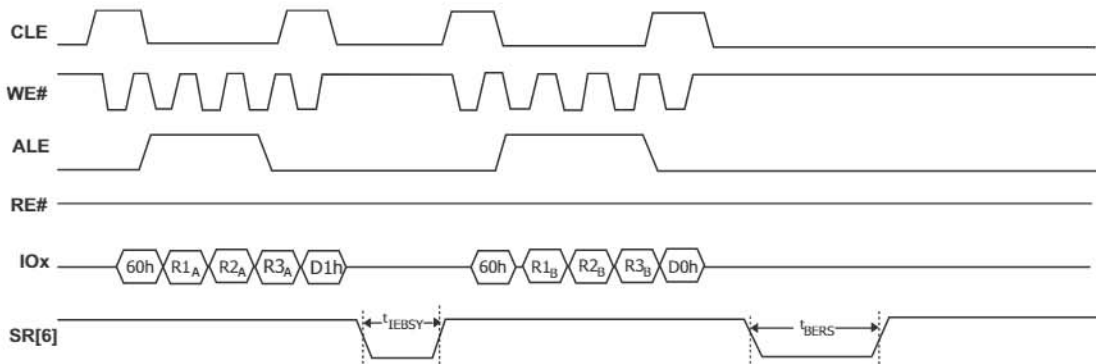 CLE
WE#
ALE
RE#
IOx 60h R1A R2A R3A D1h 60h R1B R2B R3B D0h
SR[6] tIEBSY tBERS